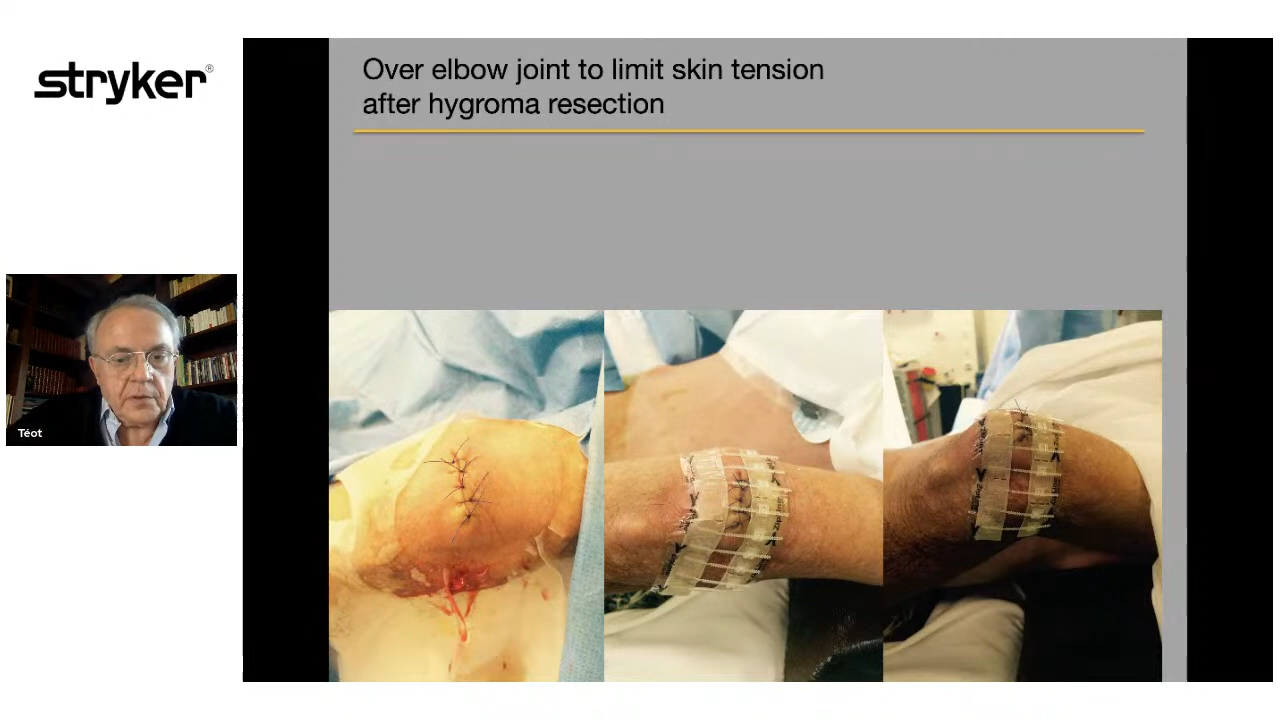 stryker®
Over elbow joint to limit skin tension
after hygroma resection
Téot